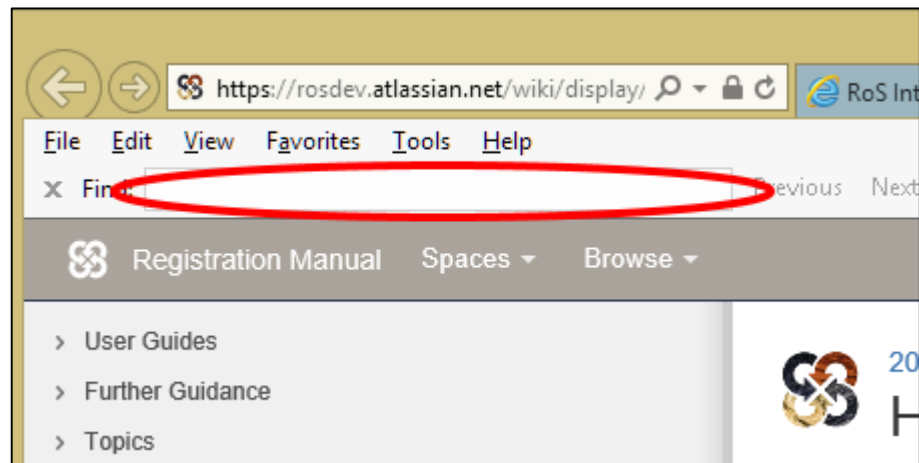 https://rosdev.atlassian.net/wiki/display/ RoS Int
File Edit View Favorites Tools Help
x Find: Previous Next
Registration Manual Spaces Browse
User Guides
20
Further Guidance
H
Topics